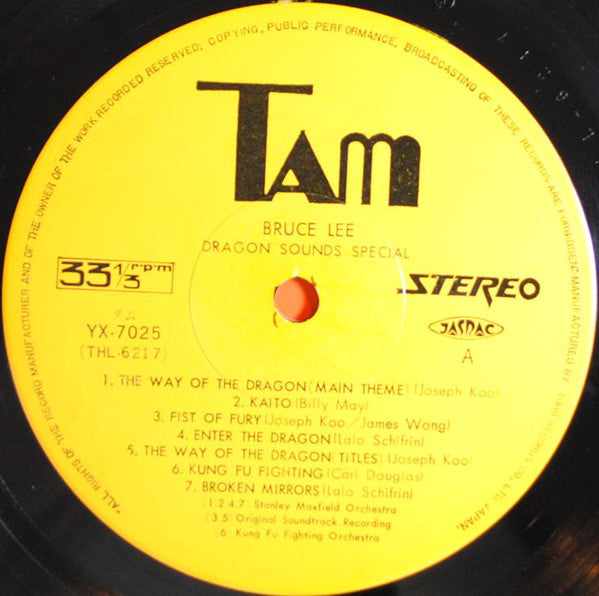 "ALL RIGHTS OF THE RECORD MANUFACTURER AND OF THE OWNER OF THE WORK RECORDED RESERVED; COPYING, PUBLIC PERFORMANCE, BROADCASTING OF THESE RECORDS ARE FORBIDDEN." MANUFACTURED BY RECORDS CO., LTD. JAPAN.
TAM
BRUCE LEE
DRAGON SOUNDS SPECIAL
33 1/3 r·p·m
STEREO
YX-7025
JASRAC
(THL-6217)
A
1. THE WAY OF THE DRAGON (MAIN THEME) (Joseph Koo)
2. KAITO (Billy May)
3. FIST OF FURY (Joseph Koo/James Wong)
4. ENTER THE DRAGON (Lalo Schifrin)
5. THE WAY OF THE DRAGON TITLES) (Joseph Koo)
6. KUNG FU FIGHTING (Carl Douglas)
7. BROKEN MIRRORS (Lalo Schifrin)
(1.2.4.7) Stanley Maxfield Orchestra
(3.5) Original Soundtrack Recording
(6) Kung Fu Fighting Orchestra